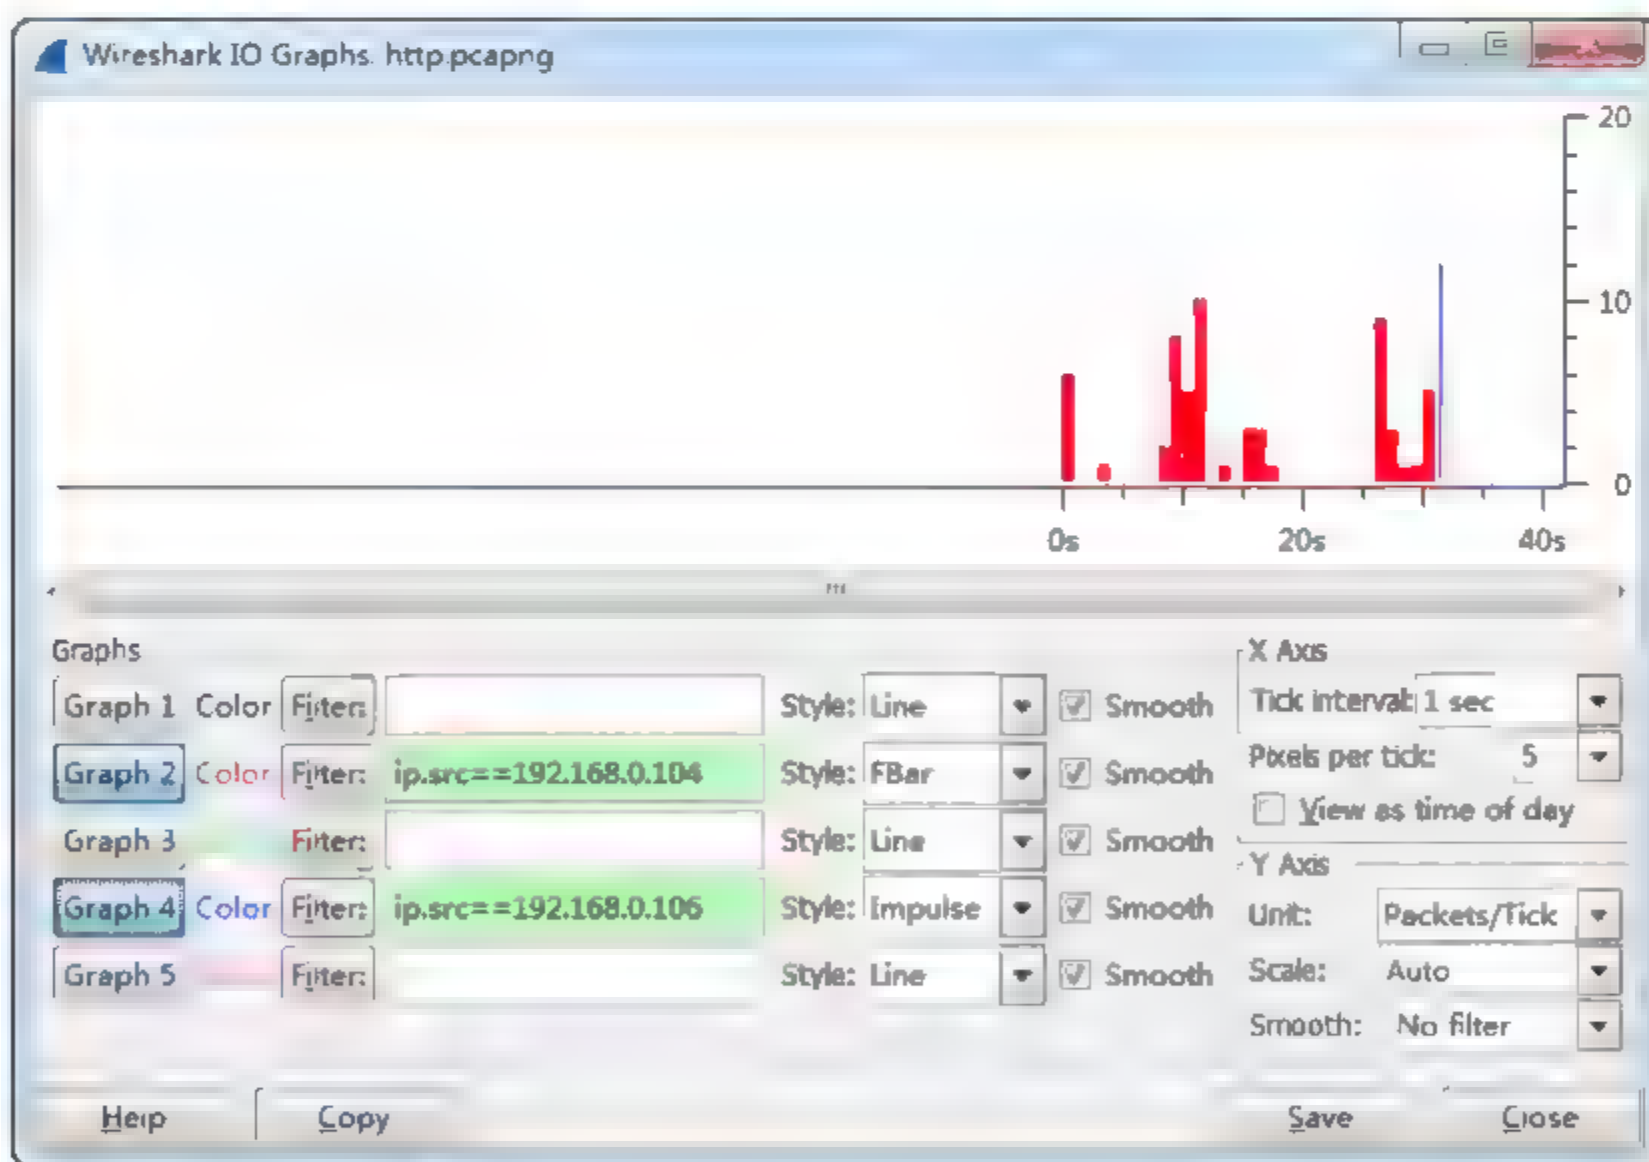 Wireshark IO Graphs: http.pcapng
20
10
0
0s 20s 40s
Graphs
Graph 1 Color Filter: Style: Line Smooth
Graph 2 Color Filter: ip.src==192.168.0.104 Style: FBar Smooth
Graph 3 Filter: Style: Line Smooth
Graph 4 Color Filter: ip.src==192.168.0.106 Style: Impulse Smooth
Graph 5 Filter: Style: Line Smooth
X Axis
Tick interval: 1 sec
Pixels per tick: 5
View as time of day
Y Axis
Unit: Packets/Tick
Scale: Auto
Smooth: No filter
Help Copy Save Close